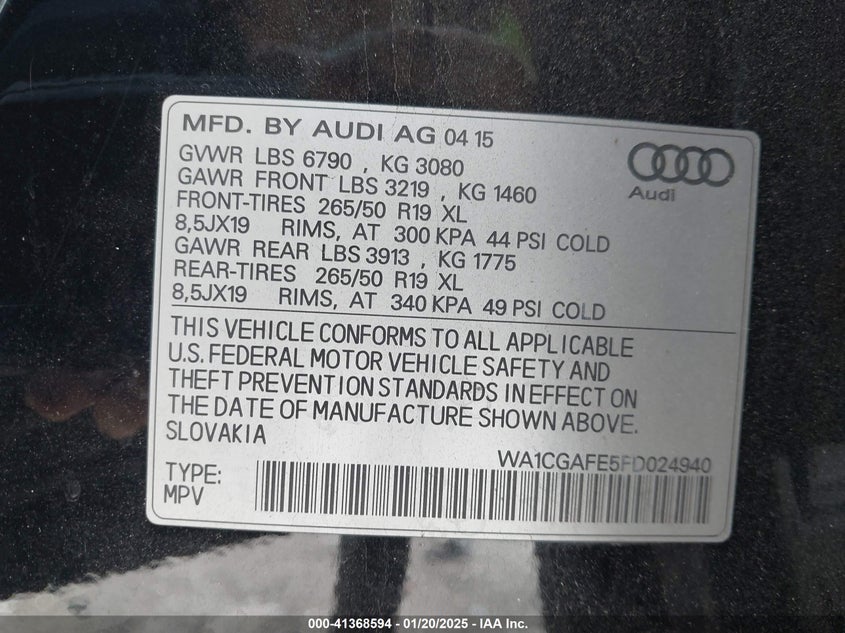 MFD. BY AUDI AG 04 15
GVWR LBS 6790 , KG 3080
GAWR FRONT LBS 3219 , KG 1460
FRONT-TIRES 265/50 R19 XL
8,5JX19 RIMS, AT 300 KPA 44 PSI COLD
GAWR REAR LBS 3913 , KG 1775
REAR-TIRES 265/50 R19 XL
8,5JX19 RIMS, AT 340 KPA 49 PSI COLD
Audi
THIS VEHICLE CONFORMS TO ALL APPLICABLE
U.S. FEDERAL MOTOR VEHICLE SAFETY AND
THEFT PREVENTION STANDARDS IN EFFECT ON
THE DATE OF MANUFACTURE SHOWN ABOVE.
SLOVAKIA
WA1CGAFE5FD024940
TYPE:
MPV
000-41368594 — 01/20/2025 — IAA Inc.